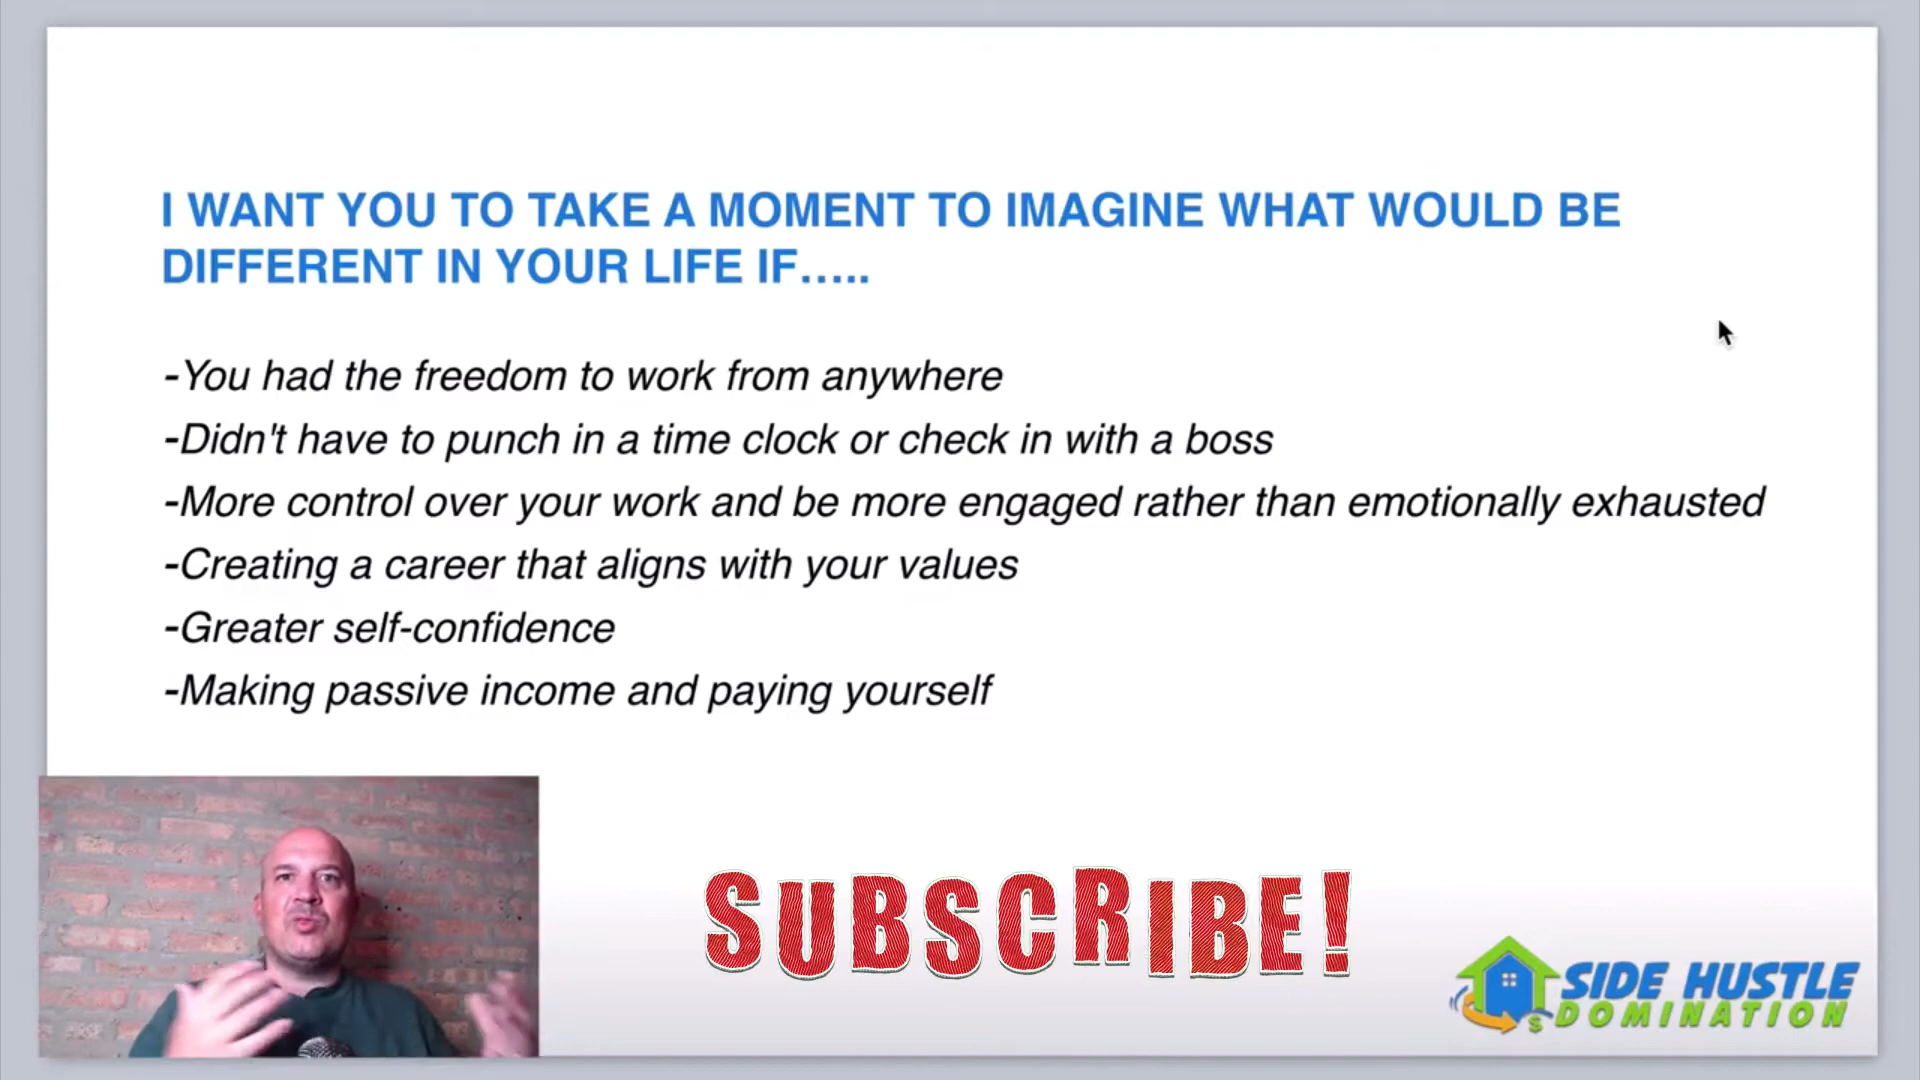 I WANT YOU TO TAKE A MOMENT TO IMAGINE WHAT WOULD BE
DIFFERENT IN YOUR LIFE IF.....
-You had the freedom to work from anywhere
-Didn't have to punch in a time clock or check in with a boss
-More control over your work and be more engaged rather than emotionally exhausted
-Creating a career that aligns with your values
-Greater self-confidence
-Making passive income and paying yourself
SUBSCRIBE!
SIDE HUSTLE
$ DOMINATION